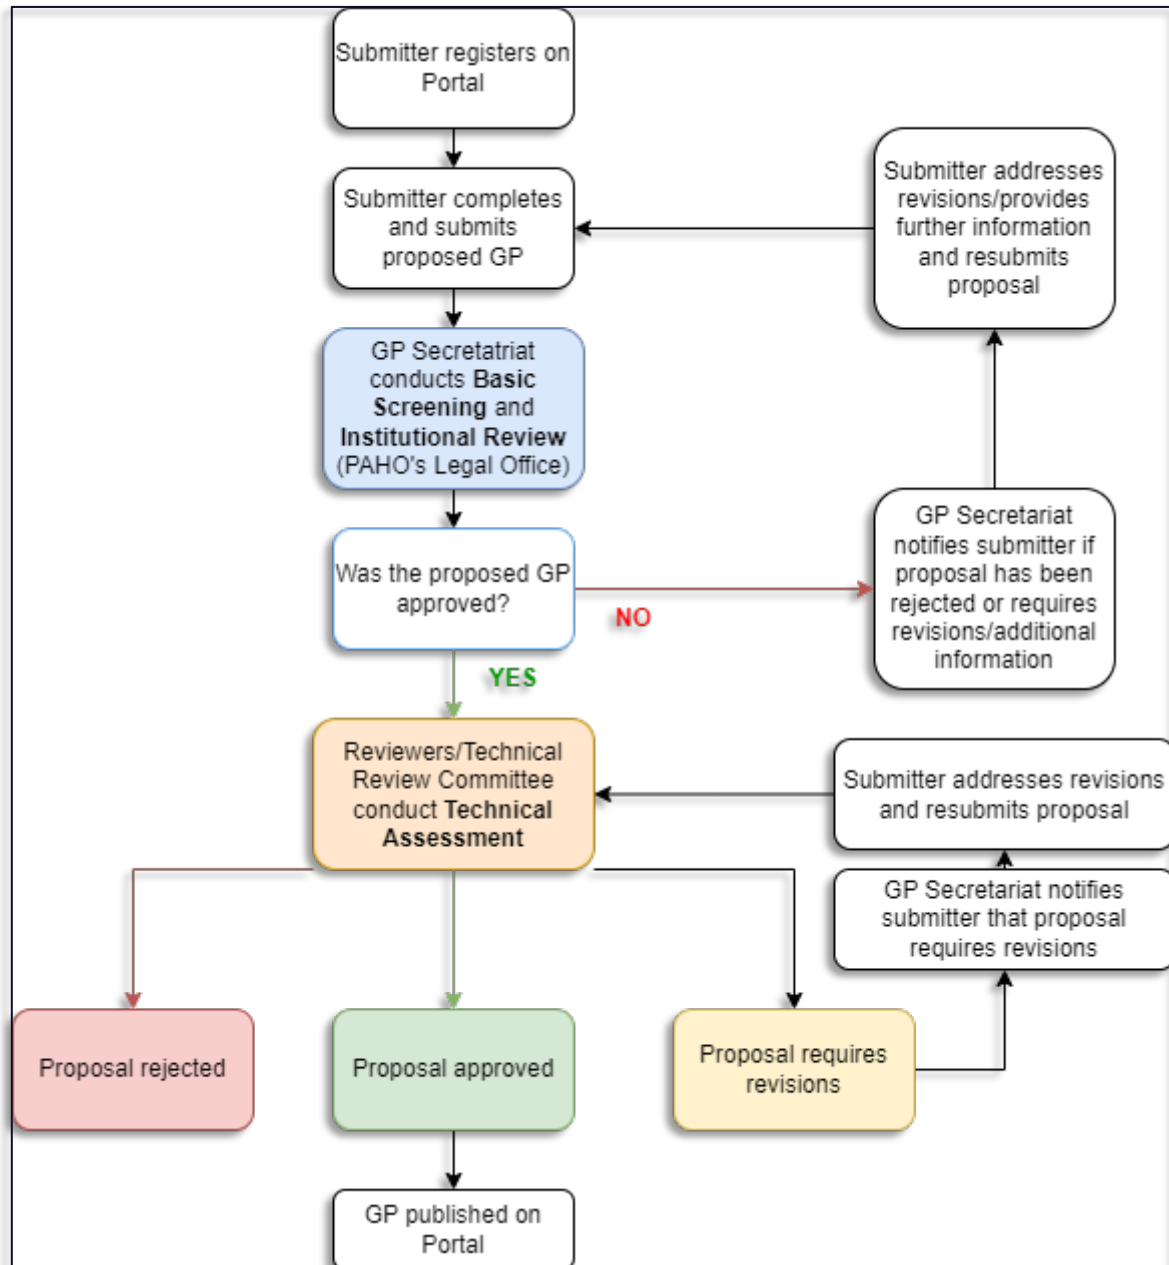 Submitter registers on
Portal
Submitter completes
and submits
proposed GP
Submitter addresses
revisions/provides
further information
and resubmits
proposal
GP Secretatriat
conducts Basic
Screening and
Institutional Review
(PAHO's Legal Office)
Was the proposed GP
approved?
NO
GP Secretariat
notifies submitter if
proposal has been
rejected or requires
revisions/additional
information
YES
Reviewers/Technical
Review Committee
conduct Technical
Assessment
Submitter addresses revisions
and resubmits proposal
GP Secretariat notifies
submitter that proposal
requires revisions
Proposal rejected
Proposal approved
Proposal requires
revisions
GP published on
Portal